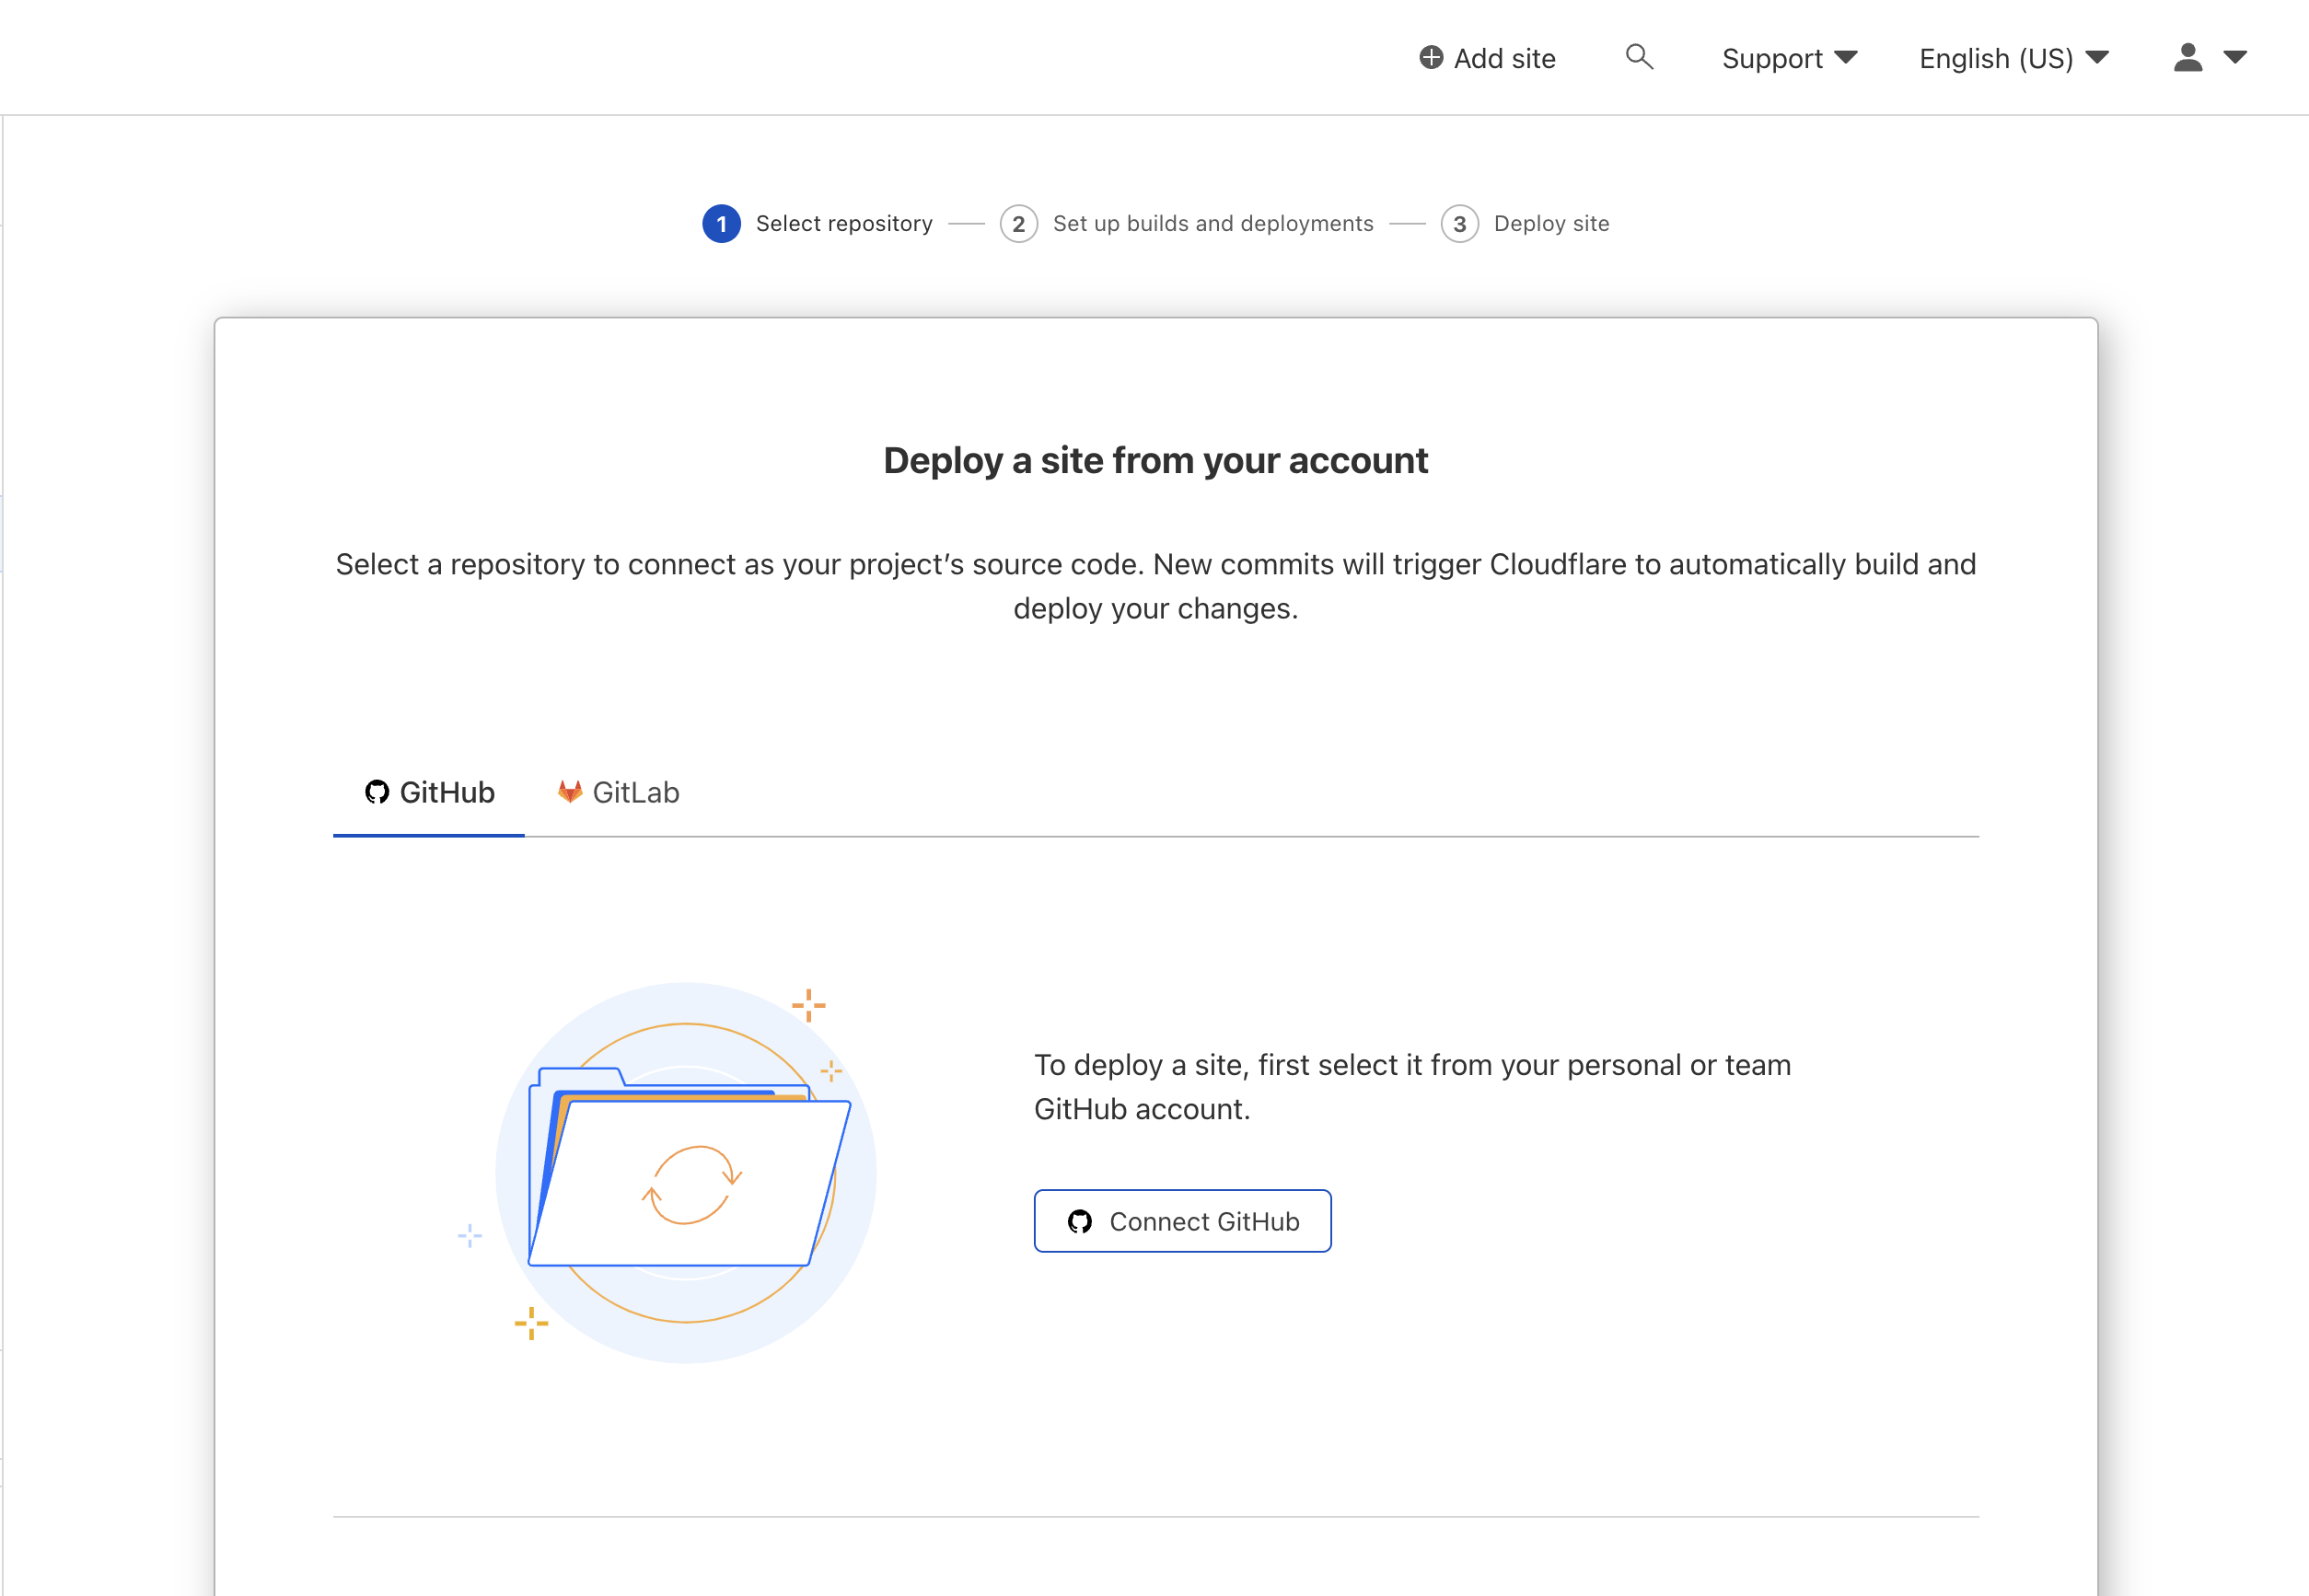 Add site
Support
English (US)
1 Select repository
2 Set up builds and deployments
3 Deploy site
Deploy a site from your account
Select a repository to connect as your project’s source code. New commits will trigger Cloudflare to automatically build and
deploy your changes.
GitHub
GitLab
To deploy a site, first select it from your personal or team
GitHub account.
Connect GitHub